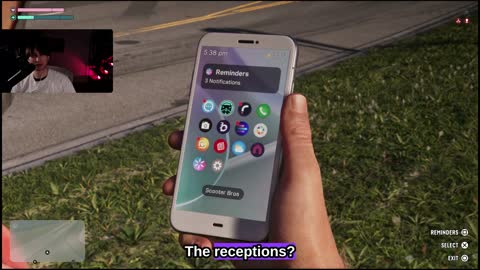 5:38 pm
Reminders
3 Notifications
Scooter Bros
REMINDERS
SELECT
EXIT
The receptions?